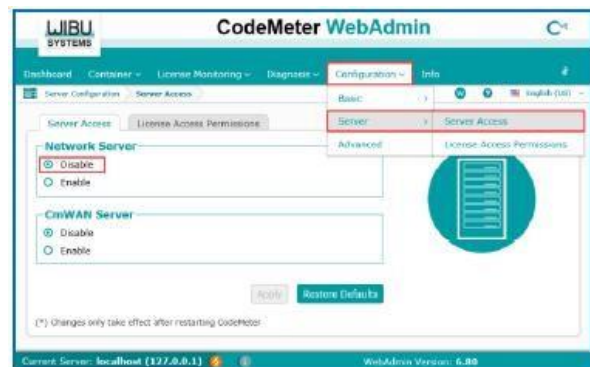 WIBU
SYSTEMS
CodeMeter WebAdmin
Dashboard Container License Monitoring Diagnosis Configuration Info
Server Configuration Server Access
English (US)
Basic
Server Access License Access Permissions
Server
Server Access
Network Server
Advanced
License Access Permissions
Disable
Enable
CmWAN Server
Disable
Enable
Apply Restore Defaults
(*) Changes only take effect after restarting CodeMeter
Current Server: localhost (127.0.0.1)
WebAdmin Version: 6.80